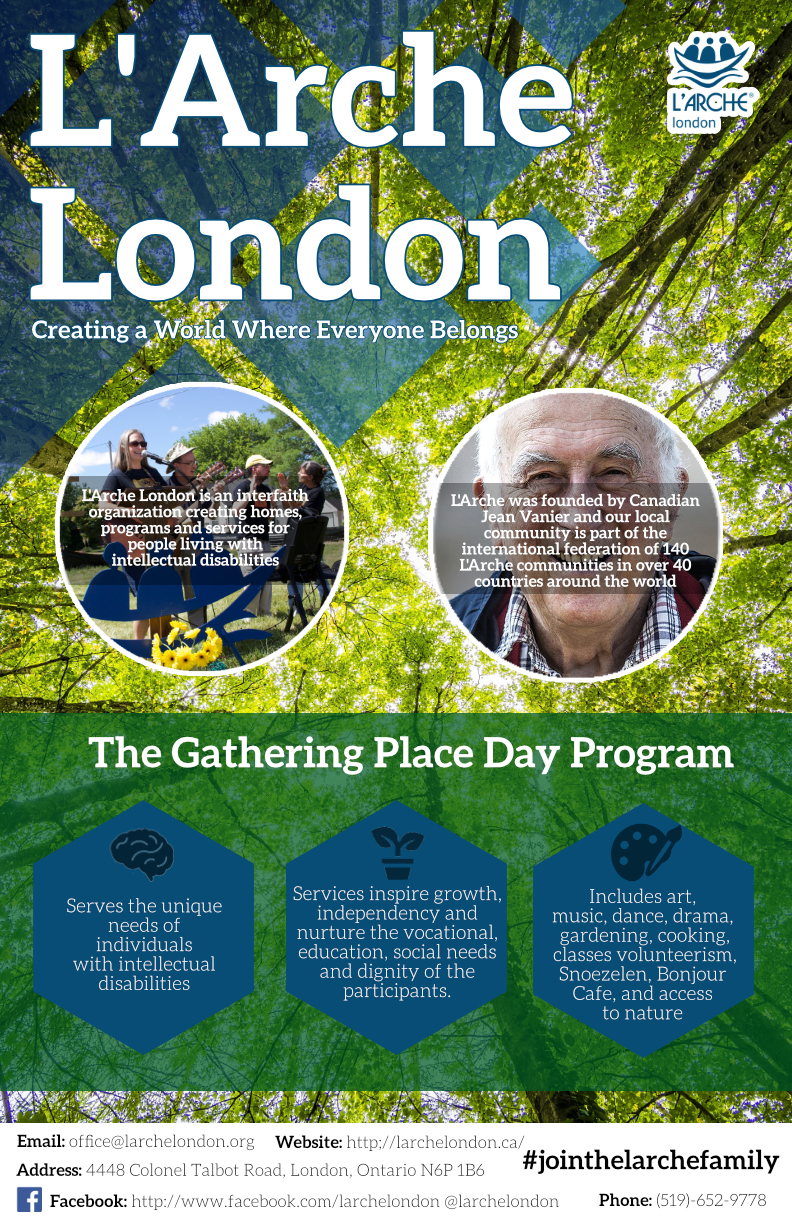 L'Arche
London
Creating a World Where Everyone Belongs
L'ARCHE®
london
L'Arche London is an interfaith
organization creating homes,
programs and services for
people living with
intellectual disabilities
L'Arche was founded by Canadian
Jean Vanier and our local
community is part of the
international federation of 140
L'Arche communities in over 40
countries around the world
The Gathering Place Day Program
Serves the unique
needs of
individuals
with intellectual
disabilities
Services inspire growth,
independency and
nurture the vocational,
education, social needs
and dignity of the
participants.
Includes art,
music, dance, drama,
gardening, cooking,
classes volunteerism,
Snoezelen, Bonjour
Cafe, and access
to nature
Email: office@larchelondon.org Website: http;//larchelondon.ca/
Address: 4448 Colonel Talbot Road, London, Ontario N6P 1B6
#jointhelarchefamily
Facebook: http://www.facebook.com/larchelondon @larchelondon
Phone: (519)-652-9778